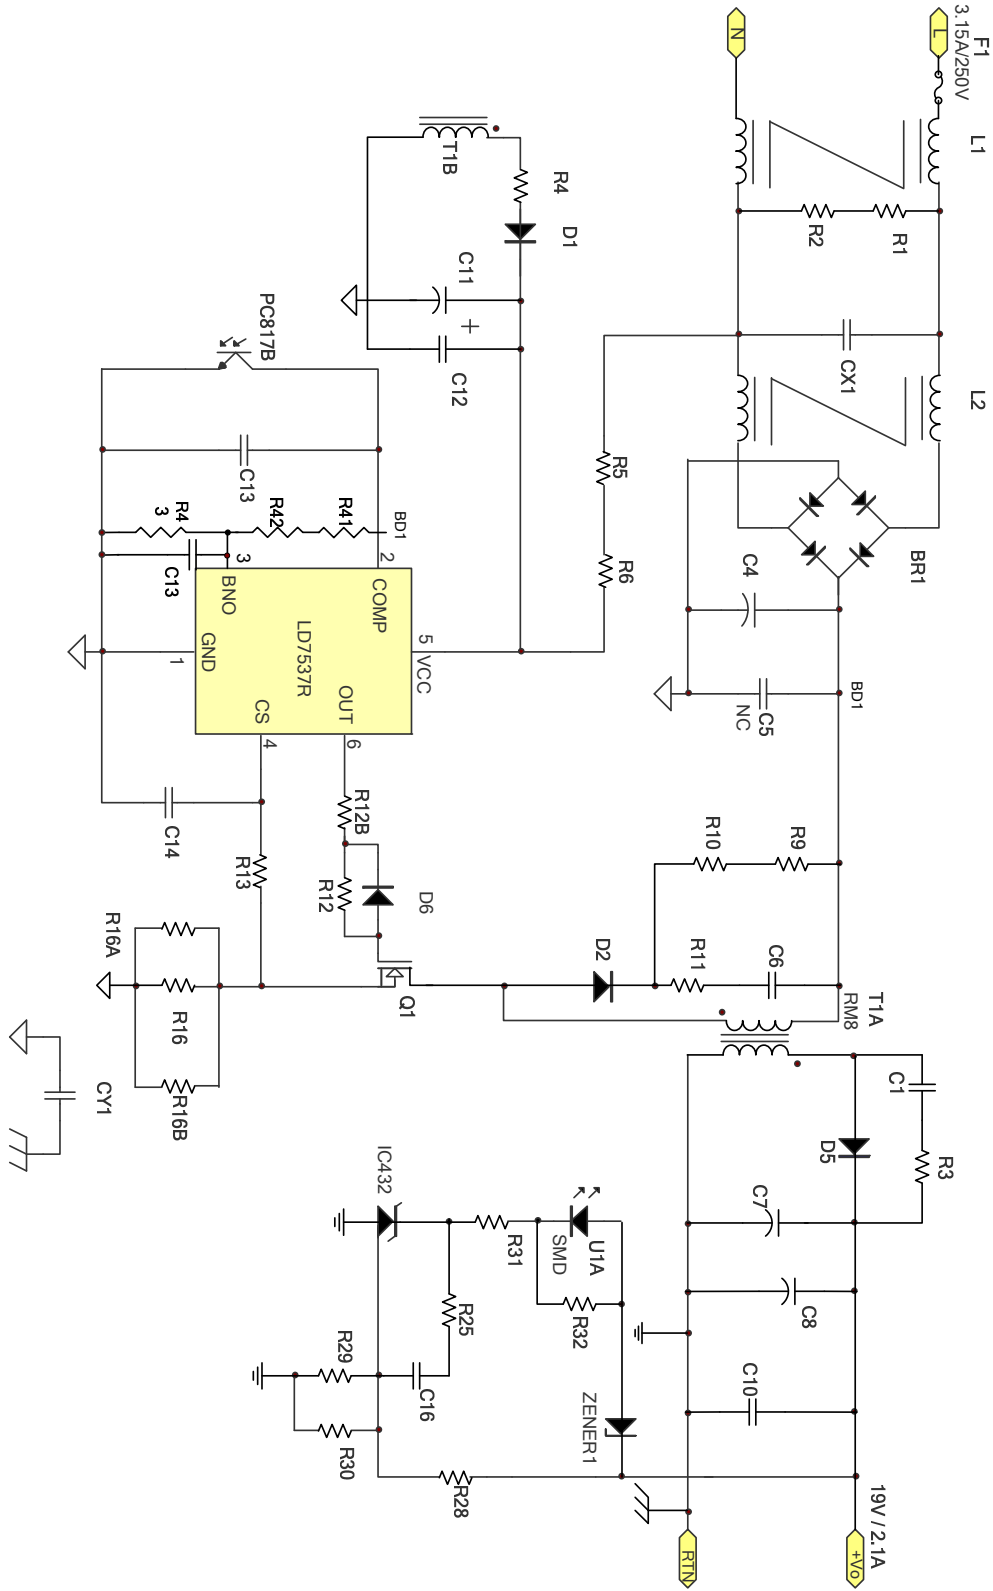 F1
3.15A/250V
L
N
L1
R1
R2
CX1
L2
BR1
C4
C5
NC
BD1
R5
R6
T1B
R4
D1
C11
+
C12
PC817B
C13
R4
3
R42
R41
BD1
C13
3
2
BNO
COMP
LD7537R
GND
1
5
VCC
CS
4
OUT
6
C14
R13
R12B
R12
D6
Q1
R16A
R16
R16B
CY1
R10
R9
D2
R11
C6
T1A
RM8
C1
R3
D5
C7
C8
C10
IC432
R31
U1A
SMD
R32
R25
C16
R29
R30
R28
ZENER1
19V / 2.1A
+Vo
RTN